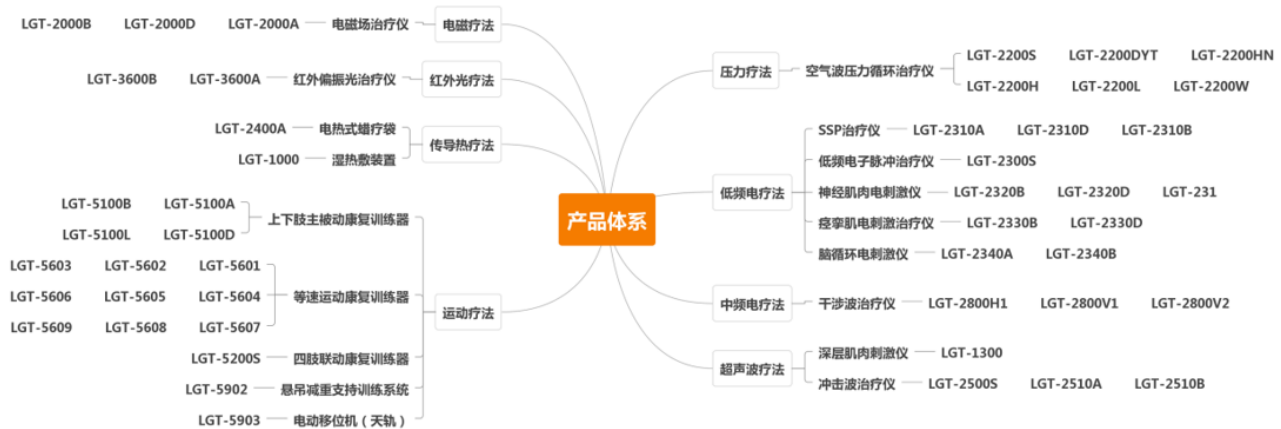 产品体系
电磁疗法
电磁场治疗仪
LGT-2000B LGT-2000D LGT-2000A
红外光疗法
红外偏振光治疗仪
LGT-3600B LGT-3600A
传导热疗法
电热式蜡疗袋
LGT-2400A
湿热敷装置
LGT-1000
运动疗法
上下肢主被动康复训练器
LGT-5100B LGT-5100A
LGT-5100L LGT-5100D
等速运动康复训练器
LGT-5603 LGT-5602 LGT-5601
LGT-5606 LGT-5605 LGT-5604
LGT-5609 LGT-5608 LGT-5607
四肢联动康复训练器
LGT-5200S
悬吊减重支持训练系统
LGT-5902
电动移位机（天轨）
LGT-5903
压力疗法
空气波压力循环治疗仪
LGT-2200S LGT-2200DYT LGT-2200HN
LGT-2200H LGT-2200L LGT-2200W
低频电疗法
SSP治疗仪
LGT-2310A LGT-2310D LGT-2310B
低频电子脉冲治疗仪
LGT-2300S
神经肌肉电刺激仪
LGT-2320B LGT-2320D LGT-231
痉挛肌电刺激治疗仪
LGT-2330B LGT-2330D
脑循环电刺激仪
LGT-2340A LGT-2340B
中频电疗法
干涉波治疗仪
LGT-2800H1 LGT-2800V1 LGT-2800V2
超声波疗法
深层肌肉刺激仪
LGT-1300
冲击波治疗仪
LGT-2500S LGT-2510A LGT-2510B